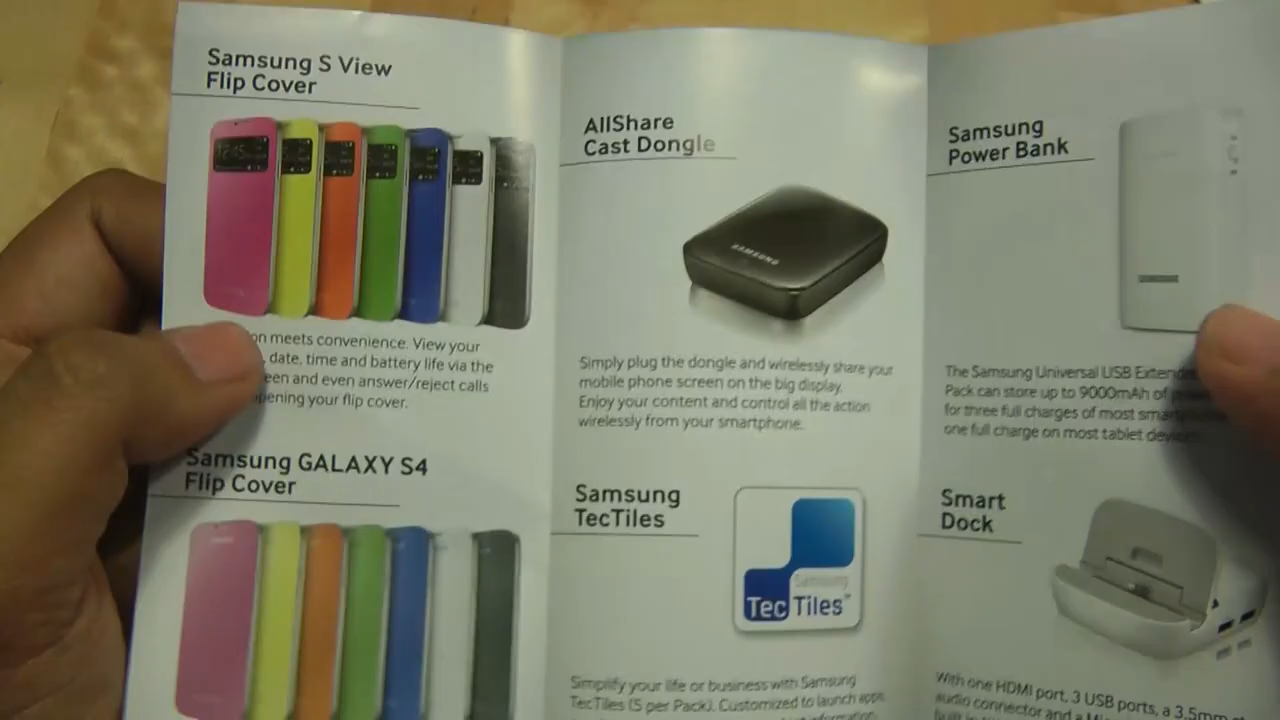 Samsung S View
Flip Cover
12:45
on meets convenience. View your
date, time and battery life via the
een and even answer/reject calls
pening your flip cover.
Samsung GALAXY S4
Flip Cover
AllShare
Cast Dongle
SAMSUNG
Simply plug the dongle and wirelessly share your
mobile phone screen on the big display.
Enjoy your content and control all the action
wirelessly from your smartphone.
Samsung
TecTiles
Samsung
TecTiles™
Simplify your life or business with Samsung
TecTiles (5 per Pack). Customized to launch apps,
Samsung
Power Bank
The Samsung Universal USB Extended
Pack can store up to 9000mAh of
for three full charges of most
one full charge on most tablet
Smart
Dock
With one HDMI port, 3 USB ports, a 3.5mm
audio connector and a